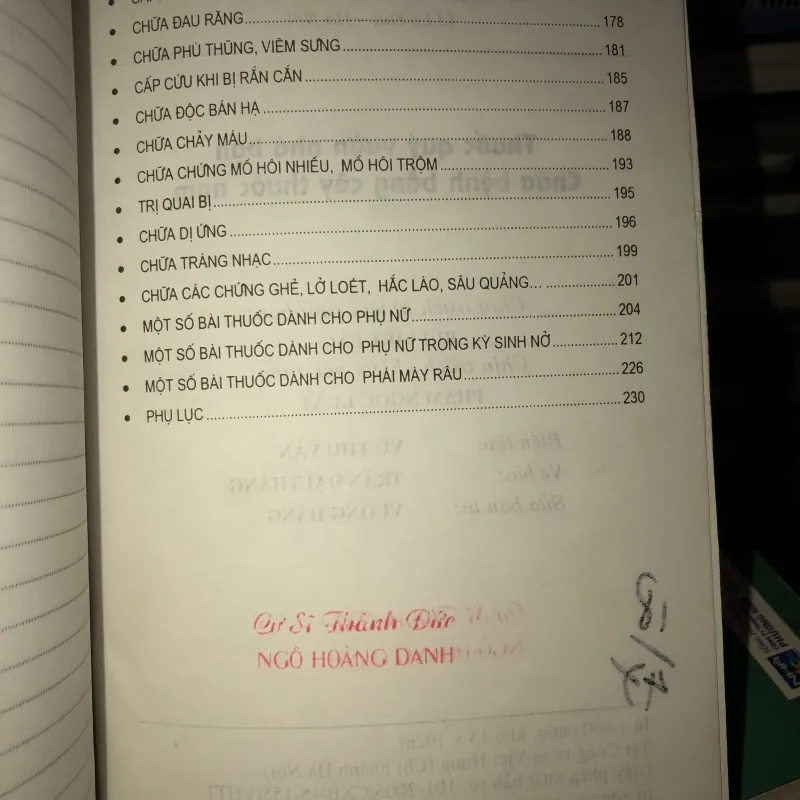 • CHỮA ĐAU RĂNG.......178
• CHỮA PHÙ THŨNG, VIÊM SƯNG.......181
• CẤP CỨU KHI BỊ RẮN CẮN.......185
• CHỮA ĐỘC BÁN HẠ.......187
• CHỮA CHẢY MÁU.......188
• CHỮA CHỨNG MỒ HÔI NHIỀU, MỒ HÔI TRỘM.......193
• TRỊ QUAI BỊ.......195
• CHỮA DỊ ỨNG.......196
• CHỮA TRÀNG NHẠC.......199
• CHỮA CÁC CHỨNG GHẺ, LỞ LOÉT, HẮC LÀO, SÂU QUẢNG.......201
• MỘT SỐ BÀI THUỐC DÀNH CHO PHỤ NỮ.......204
• MỘT SỐ BÀI THUỐC DÀNH CHO PHỤ NỮ TRONG KỲ SINH NỞ.......212
• MỘT SỐ BÀI THUỐC DÀNH CHO PHÁI MÀY RÂU.......226
• PHỤ LỤC.......230
Cư Sĩ Thành Đức
NGÔ HOÀNG DANH